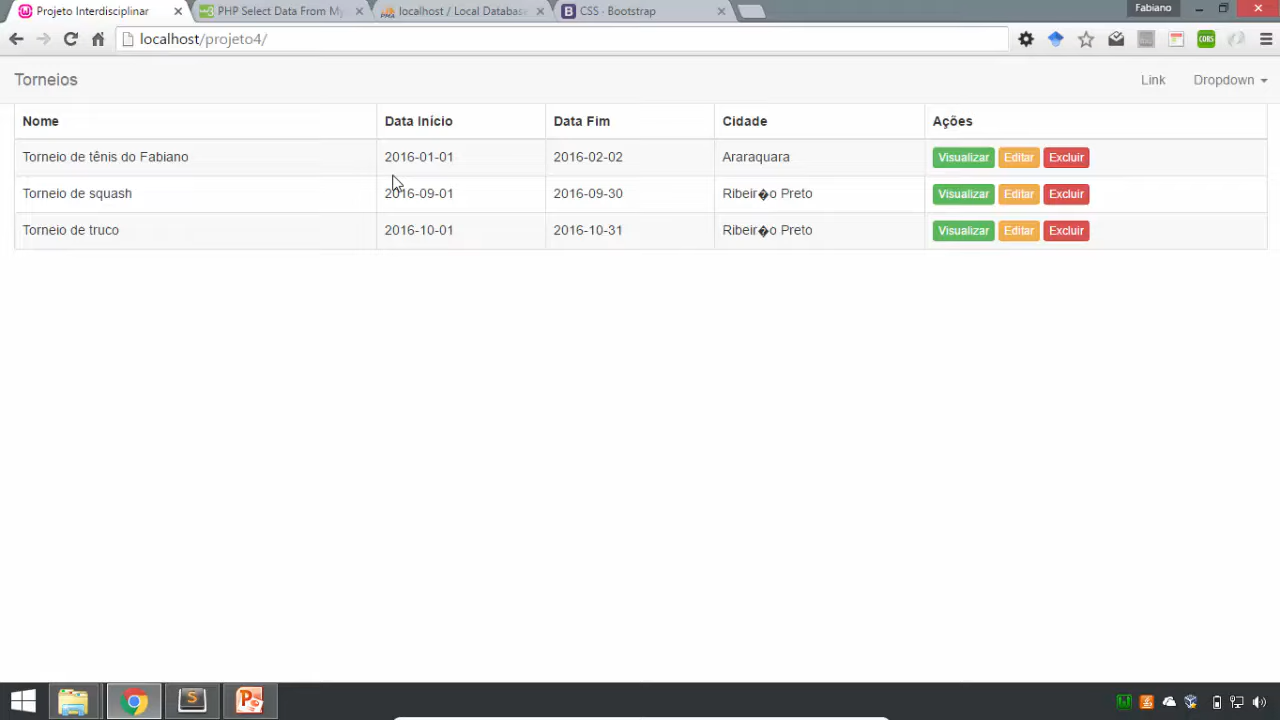 Projeto Interdisciplinar
PHP Select Data From My
localhost / Local Database
CSS · Bootstrap
Fabiano
localhost/projeto4/
CORS
Torneios
Link
Dropdown
Nome Data Início Data Fim Cidade Ações
Torneio de tênis do Fabiano 2016-01-01 2016-02-02 Araraquara Visualizar Editar Excluir
Torneio de squash 2016-09-01 2016-09-30 Ribeir�o Preto Visualizar Editar Excluir
Torneio de truco 2016-10-01 2016-10-31 Ribeir�o Preto Visualizar Editar Excluir